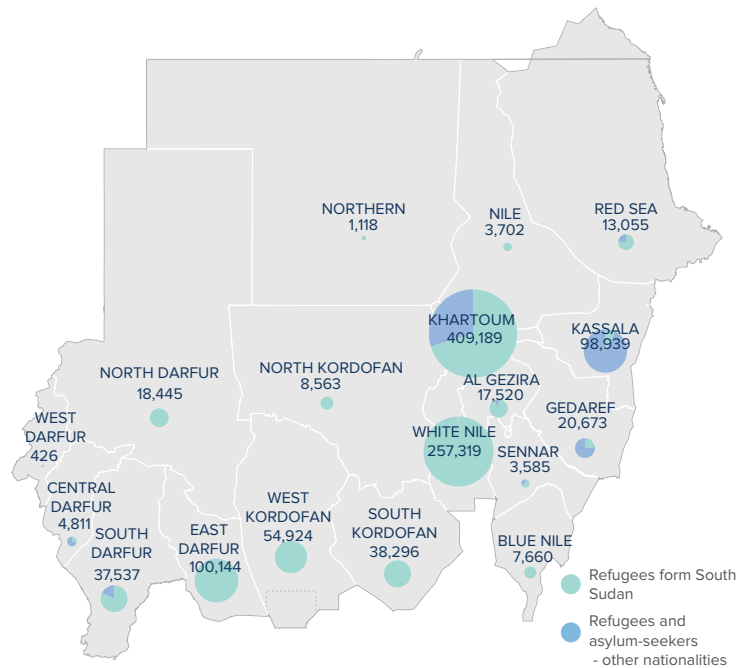 NORTHERN
1,118
NILE
3,702
RED SEA
13,055
KHARTOUM
409,189
KASSALA
98,939
NORTH DARFUR
18,445
NORTH KORDOFAN
8,563
AL GEZIRA
17,520
GEDAREF
20,673
WEST
DARFUR
426
WHITE NILE
257,319
SENNAR
3,585
CENTRAL
DARFUR
4,811
SOUTH
DARFUR
37,537
EAST
DARFUR
100,144
WEST
KORDOFAN
54,924
SOUTH
KORDOFAN
38,296
BLUE NILE
7,660
Refugees form South
Sudan
Refugees and
asylum-seekers
- other nationalities